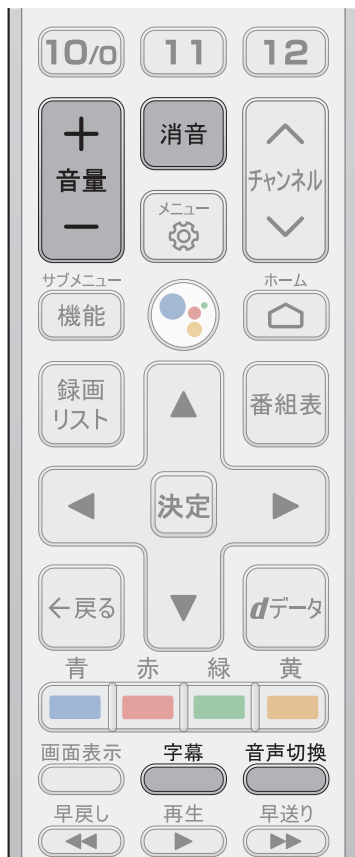 10/0 11 12
＋ 消音
音量 チャンネル
－ メニュー
サブメニュー ホーム
機能
録画
リスト
番組表
決定
←戻る dデータ
青 赤 緑 黄
画面表示 字幕 音声切換
早戻し 再生 早送り